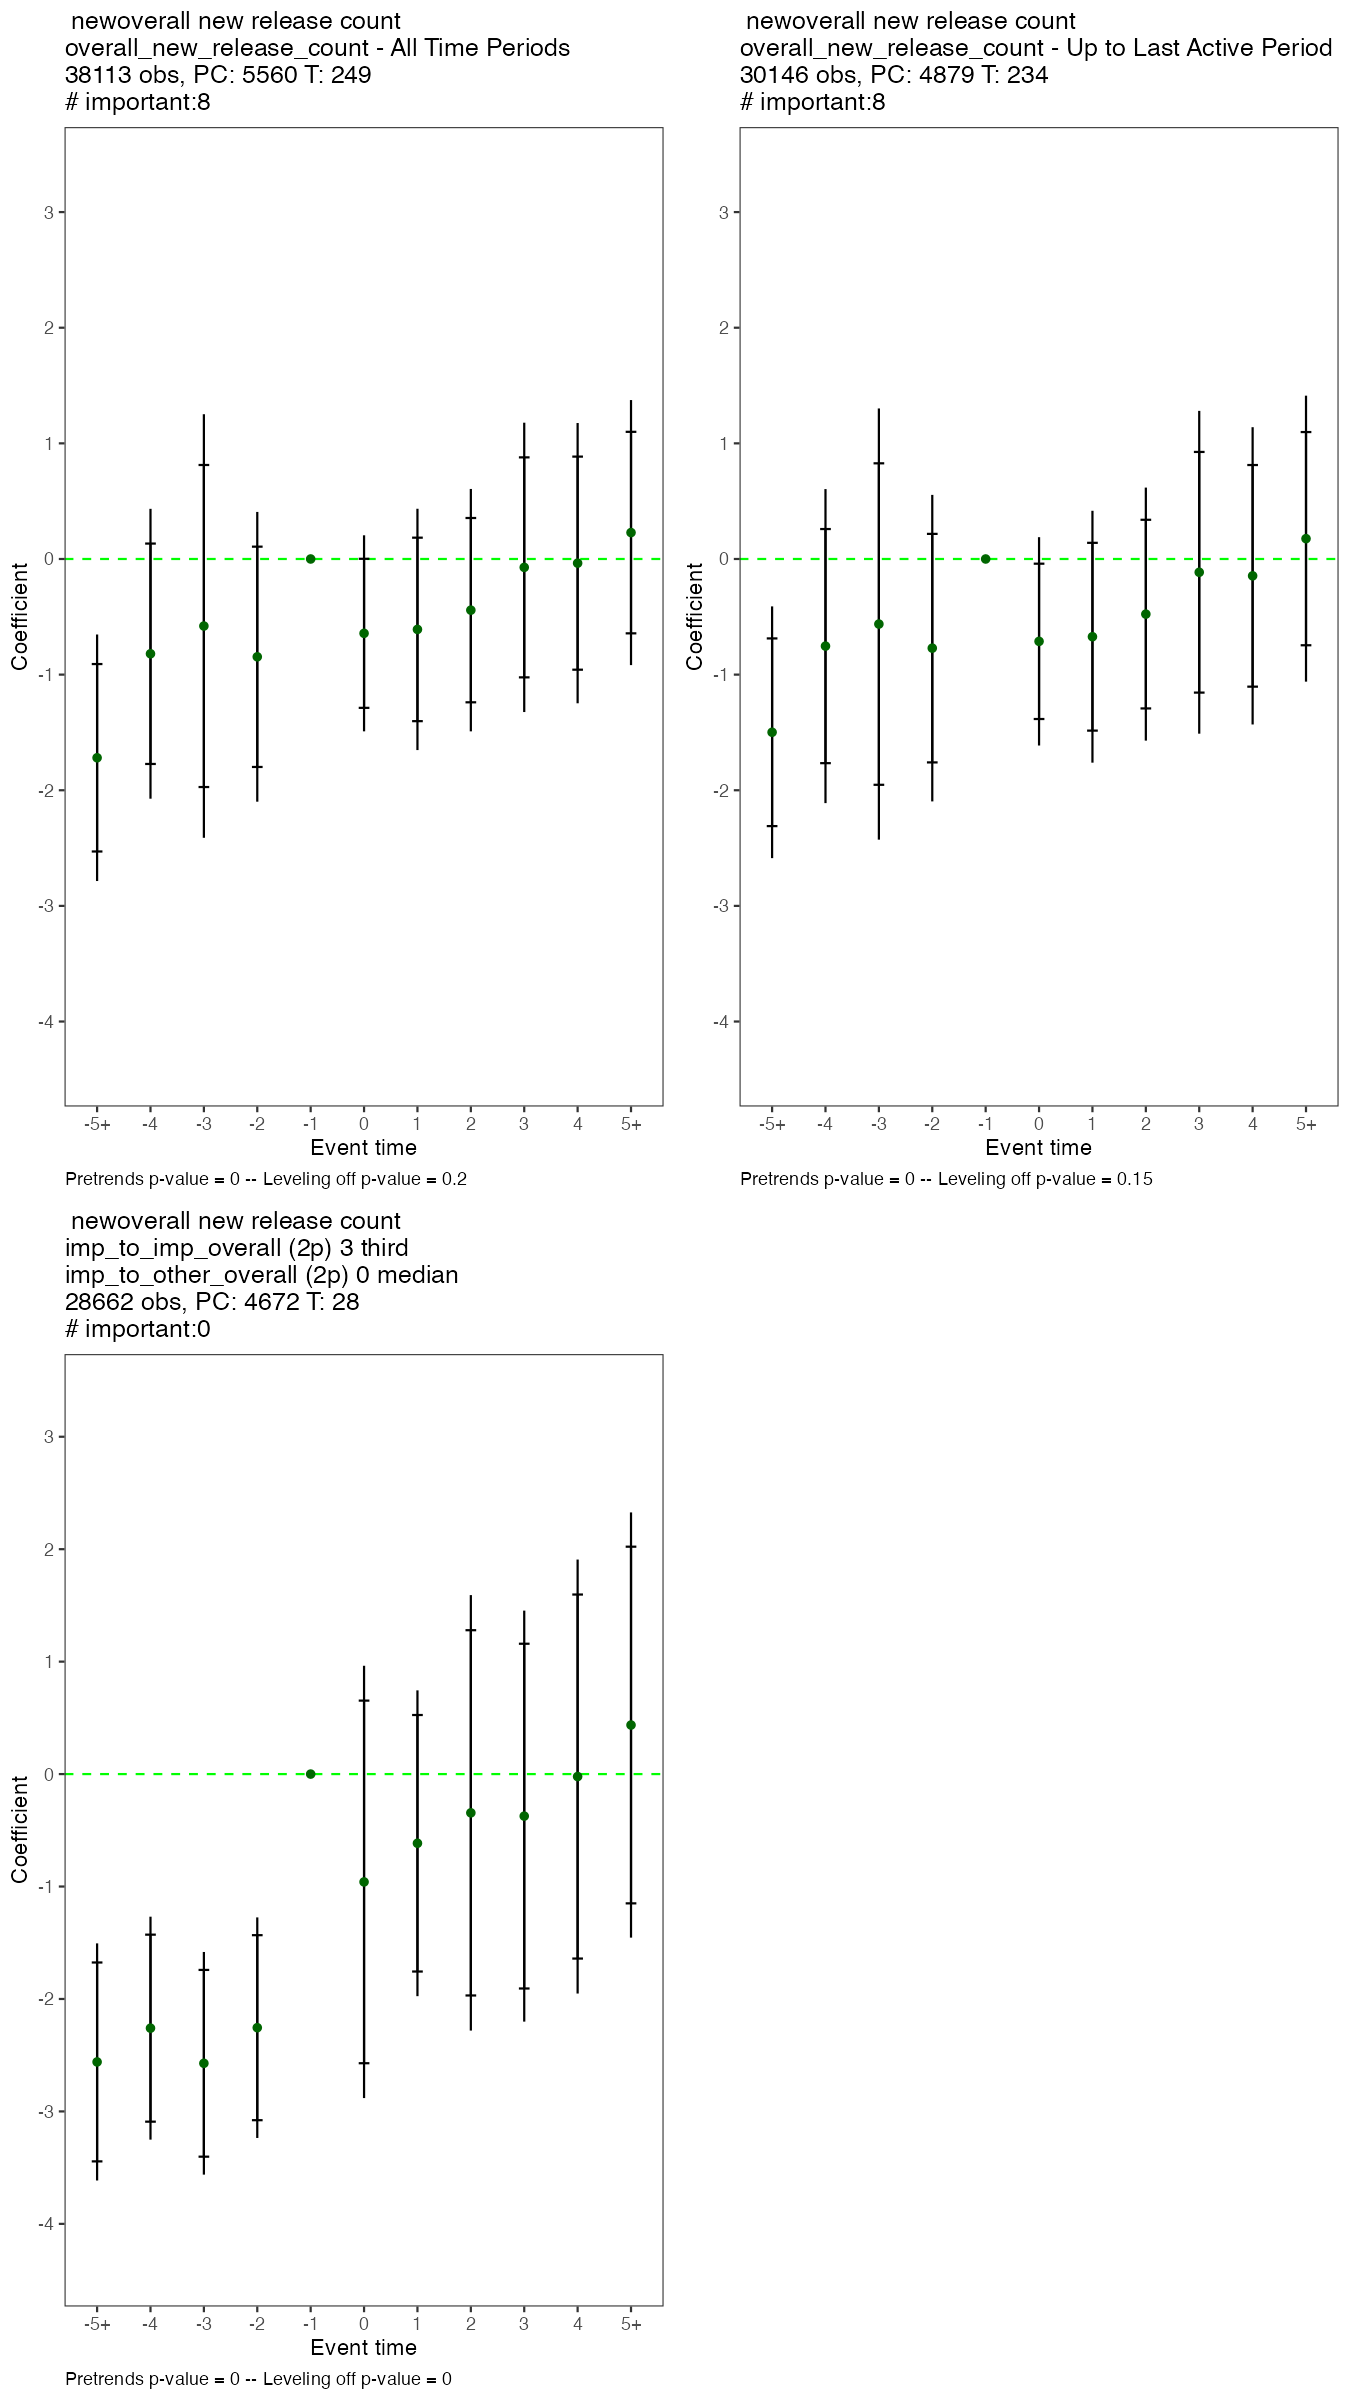 newoverall new release count
overall_new_release_count - All Time Periods
38113 obs, PC: 5560 T: 249
# important:8
3
2
1
0
-1
-2
-3
-4
Coefficient
-5+ -4 -3 -2 -1 0 1 2 3 4 5+
Event time
Pretrends p-value = 0 -- Leveling off p-value = 0.2
newoverall new release count
overall_new_release_count - Up to Last Active Period
30146 obs, PC: 4879 T: 234
# important:8
3
2
1
0
-1
-2
-3
-4
Coefficient
-5+ -4 -3 -2 -1 0 1 2 3 4 5+
Event time
Pretrends p-value = 0 -- Leveling off p-value = 0.15
newoverall new release count
imp_to_imp_overall (2p) 3 third
imp_to_other_overall (2p) 0 median
28662 obs, PC: 4672 T: 28
# important:0
3
2
1
0
-1
-2
-3
-4
Coefficient
-5+ -4 -3 -2 -1 0 1 2 3 4 5+
Event time
Pretrends p-value = 0 -- Leveling off p-value = 0